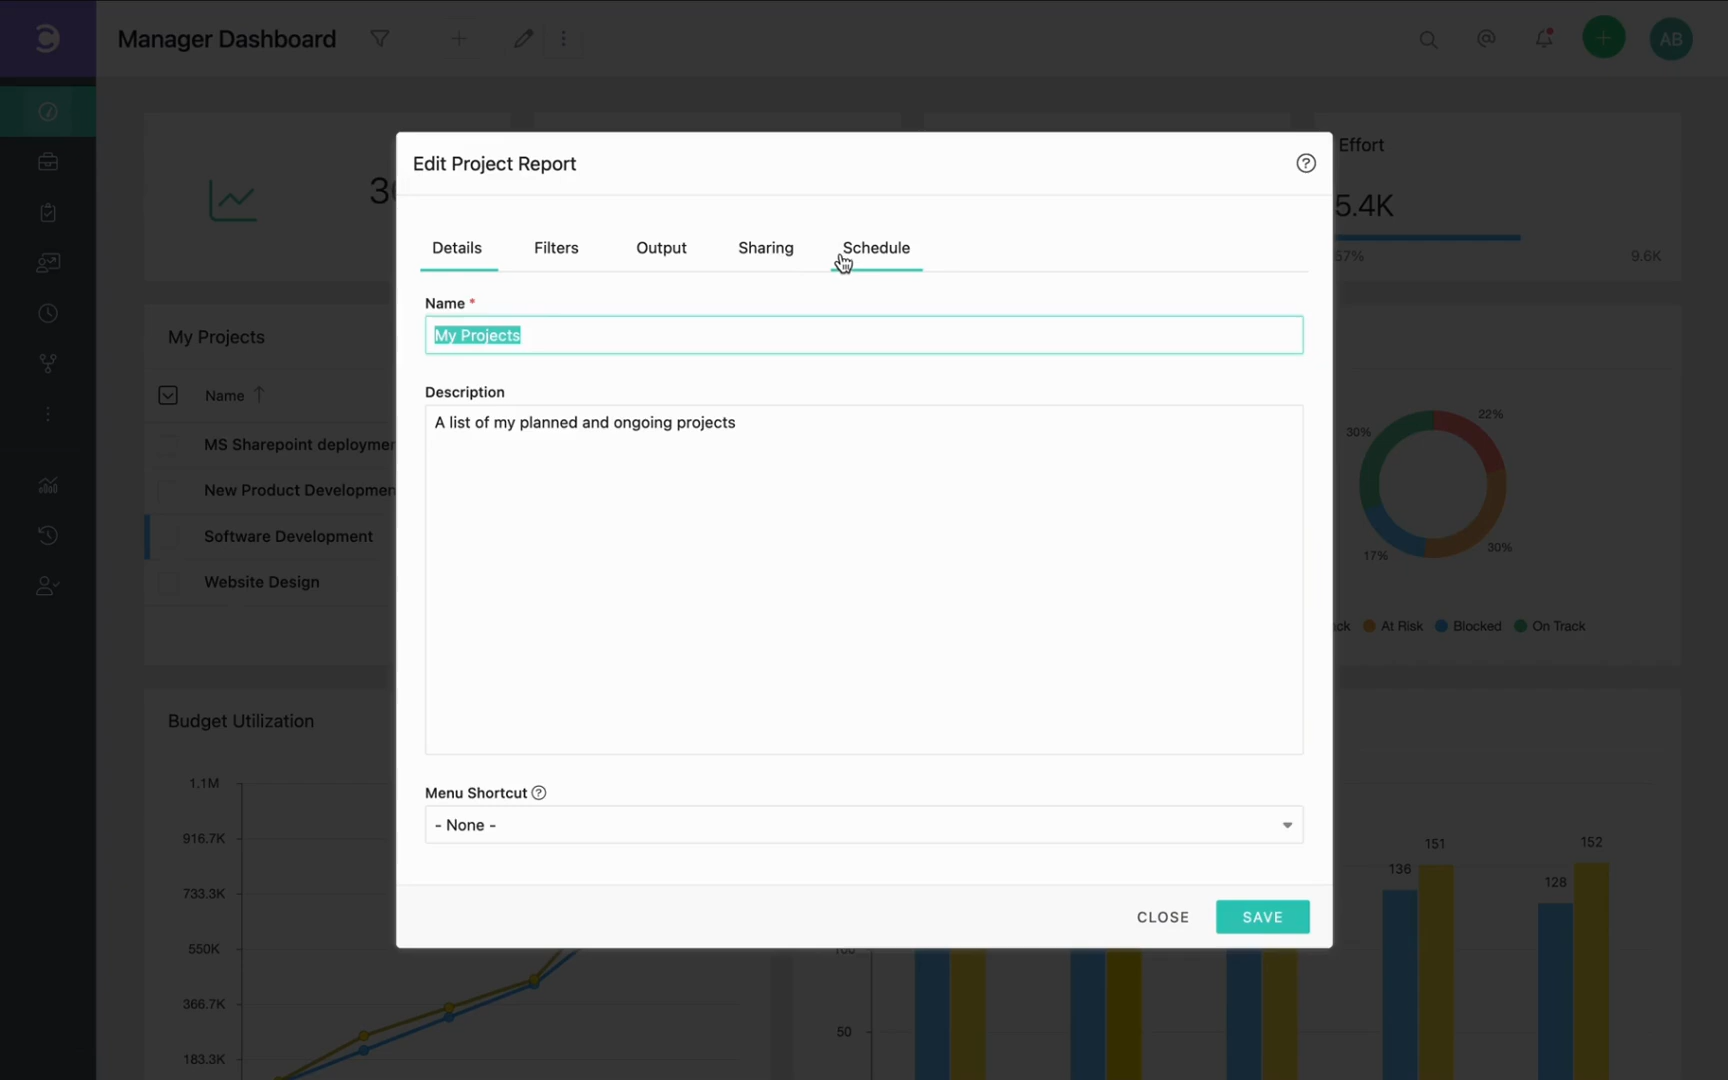 Manager Dashboard
AB
Edit Project Report
Effort
5.4K
57%
9.6K
Details
Filters
Output
Sharing
Schedule
Name *
My Projects
Description
A list of my planned and ongoing projects
Menu Shortcut
- None -
CLOSE
SAVE
My Projects
Name ↑
MS Sharepoint deploymen
New Product Developmen
Software Development
Website Design
22%
30%
30%
17%
At Risk
Blocked
On Track
Budget Utilization
1.1M
916.7K
733.3K
550K
366.7K
183.3K
151
136
152
128
100
50